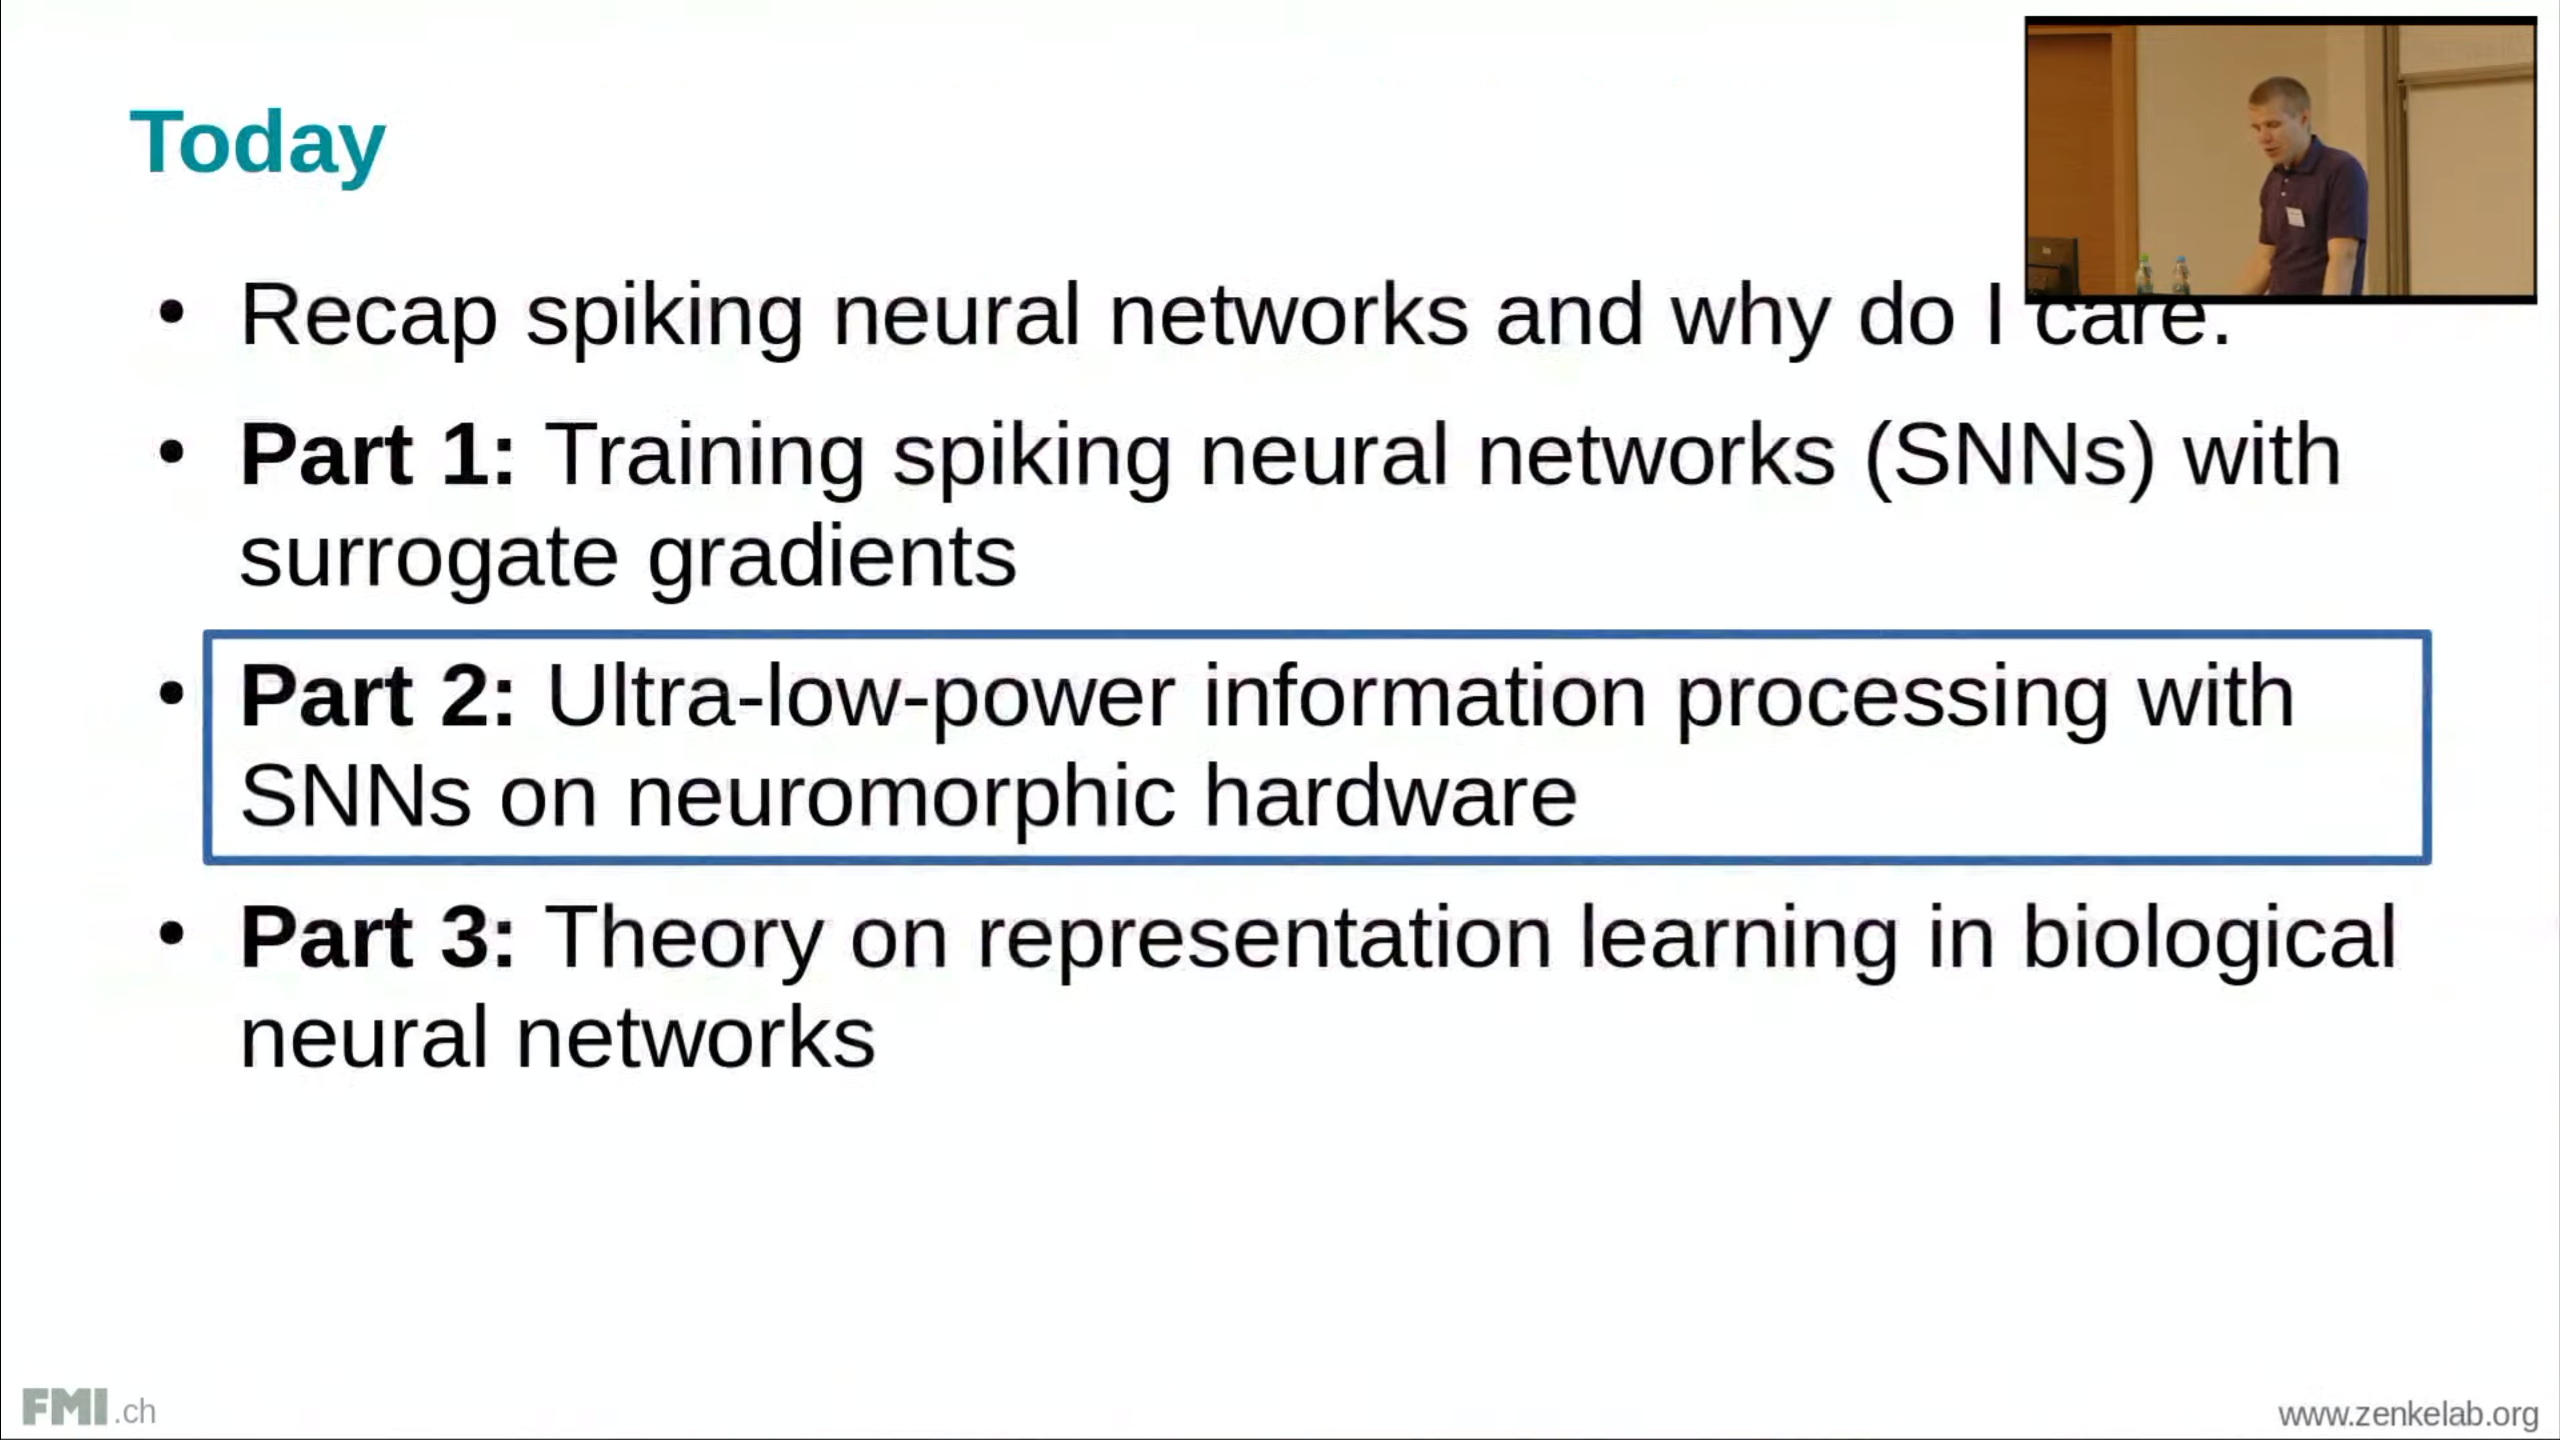 Today
• Recap spiking neural networks and why do I care.
• Part 1: Training spiking neural networks (SNNs) with
surrogate gradients
• Part 2: Ultra-low-power information processing with
SNNs on neuromorphic hardware
• Part 3: Theory on representation learning in biological
neural networks
FMI.ch
www.zenkelab.org